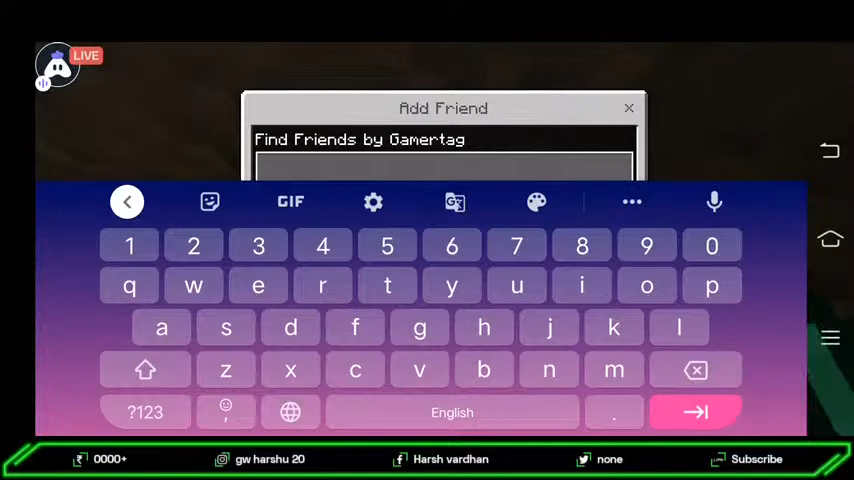 LIVE
Add Friend ×
Find Friends by Gamertag
GIF
1 2 3 4 5 6 7 8 9 0
q w e r t y u i o p
a s d f g h j k l
z x c v b n m
?123 , English .
₹ 0000+ gw harshu 20 Harsh vardhan none Subscribe